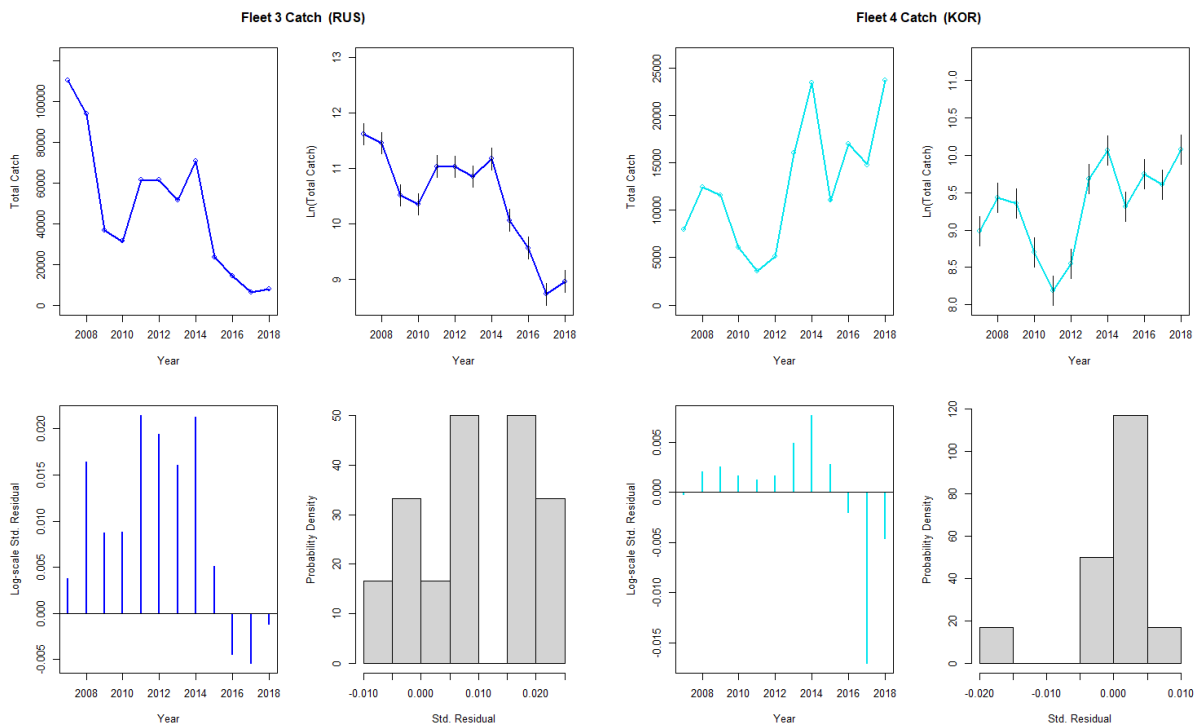 Fleet 3 Catch (RUS)
Fleet 4 Catch (KOR)
Total Catch
0 20000 40000 60000 80000 100000
2008 2010 2012 2014 2016 2018
Year
Ln(Total Catch)
9 10 11 12 13
2008 2010 2012 2014 2016 2018
Year
Total Catch
0 5000 10000 15000 20000 25000
2008 2010 2012 2014 2016 2018
Year
Ln(Total Catch)
8.0 8.5 9.0 9.5 10.0 10.5 11.0
2008 2010 2012 2014 2016 2018
Year
Log-scale Std. Residual
-0.005 0.000 0.005 0.010 0.015 0.020
2008 2010 2012 2014 2016 2018
Year
Probability Density
0 10 20 30 40 50
-0.010 0.000 0.010 0.020
Std. Residual
Log-scale Std. Residual
-0.015 -0.010 -0.005 0.000 0.005
2008 2010 2012 2014 2016 2018
Year
Probability Density
0 20 40 60 80 100 120
-0.020 -0.010 0.000 0.010
Std. Residual